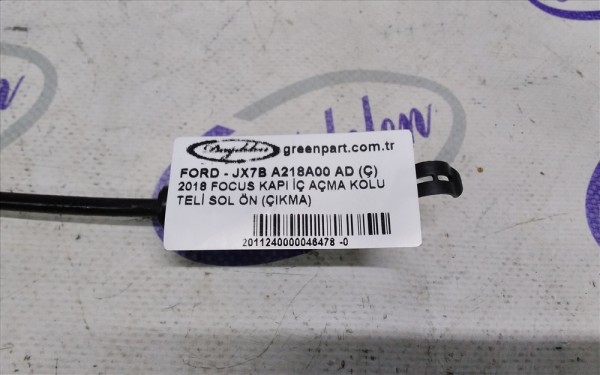 greenpart.com.tr
FORD - JX7B A218A00 AD (Ç)
2018 FOCUS KAPI İÇ AÇMA KOLU
TELİ SOL ÖN (ÇIKMA)
2011240000046478 -0